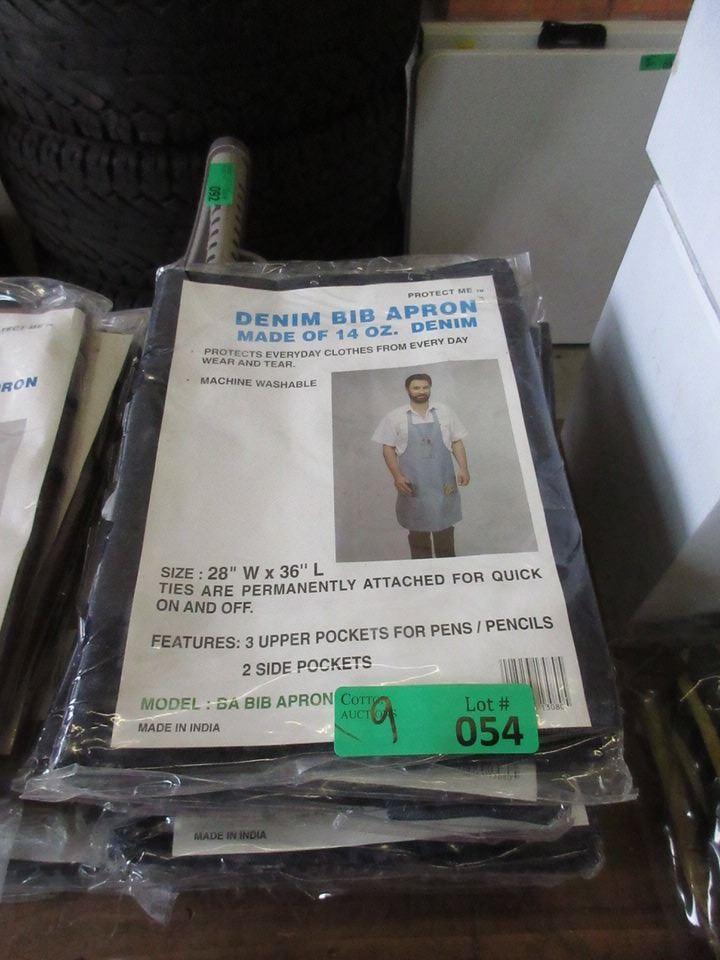 092
PROTECT ME ™
DENIM BIB APRON
MADE OF 14 OZ. DENIM
PROTECTS EVERYDAY CLOTHES FROM EVERY DAY
WEAR AND TEAR.
MACHINE WASHABLE
RON
SIZE : 28" W x 36" L
TIES ARE PERMANENTLY ATTACHED FOR QUICK
ON AND OFF.
FEATURES: 3 UPPER POCKETS FOR PENS / PENCILS
2 SIDE POCKETS
MODEL : BA BIB APRON
MADE IN INDIA
AUCTIONS
9
Lot #
054
MADE IN INDIA